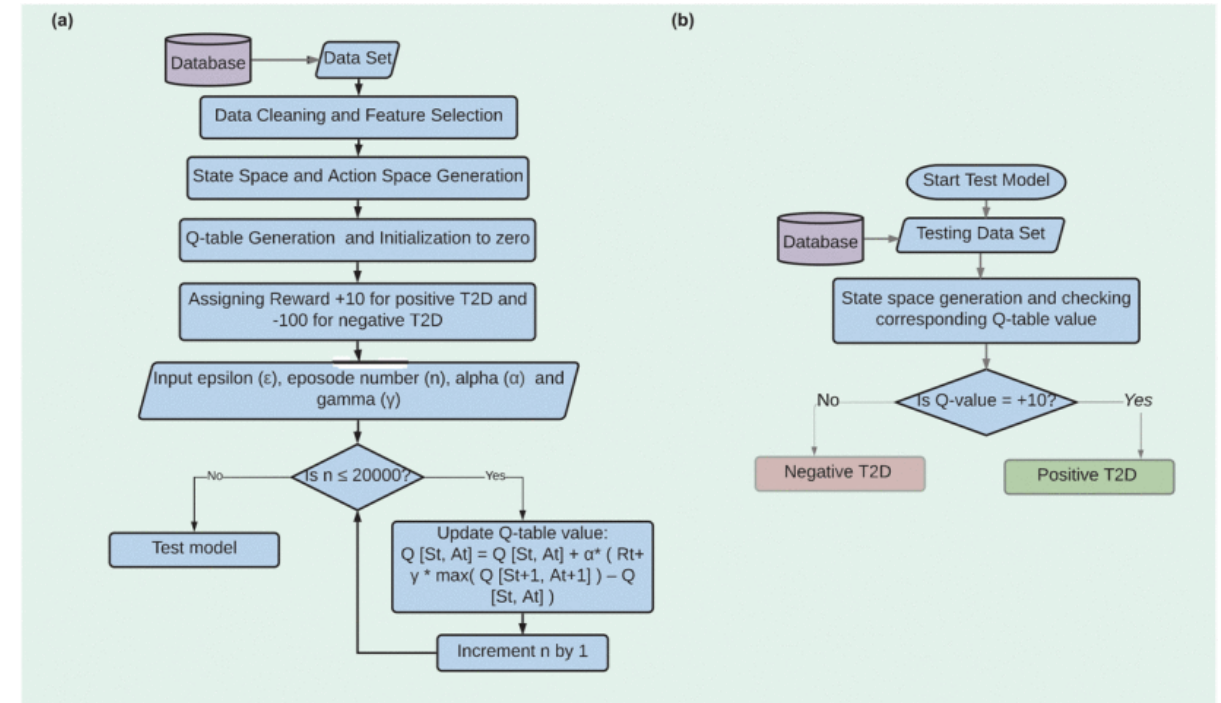 (a)
Database
Data Set
Data Cleaning and Feature Selection
State Space and Action Space Generation
Q-table Generation and Initialization to zero
Assigning Reward +10 for positive T2D and
-100 for negative T2D
Input epsilon (ε), eposode number (n), alpha (α) and
gamma (γ)
Is n ≤ 20000?
No
Yes
Test model
Update Q-table value:
Q [St, At] = Q [St, At] + α* ( Rt+
γ * max( Q [St+1, At+1] ) – Q
[St, At] )
Increment n by 1
(b)
Start Test Model
Database
Testing Data Set
State space generation and checking
corresponding Q-table value
Is Q-value = +10?
No
Yes
Negative T2D
Positive T2D